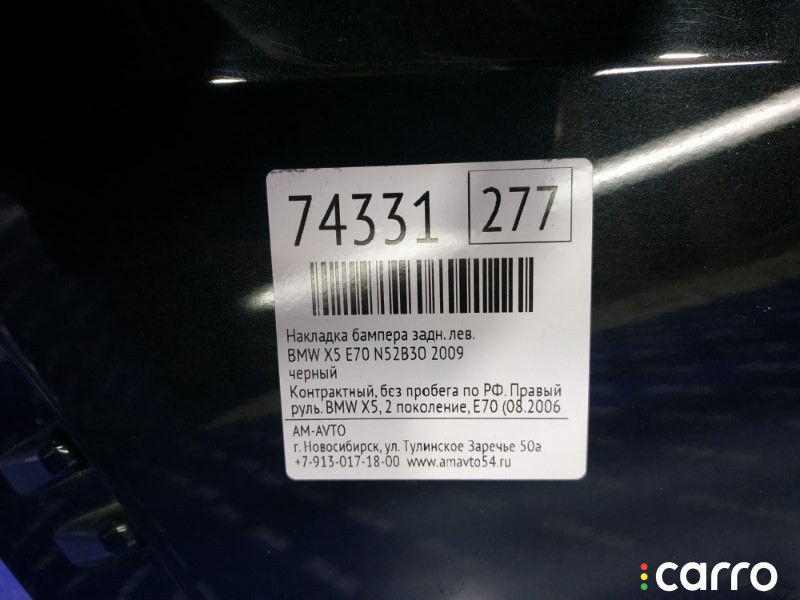 74331 277
Накладка бампера задн. лев.
BMW X5 E70 N52B30 2009
черный
Контрактный, без пробега по РФ. Правый
руль. BMW X5, 2 поколение, E70 (08.2006
АМ-АVТО
г. Новосибирск, ул. Тулинское Заречье 50а
+7-913-017-18-00 www.amavto54.ru
carro